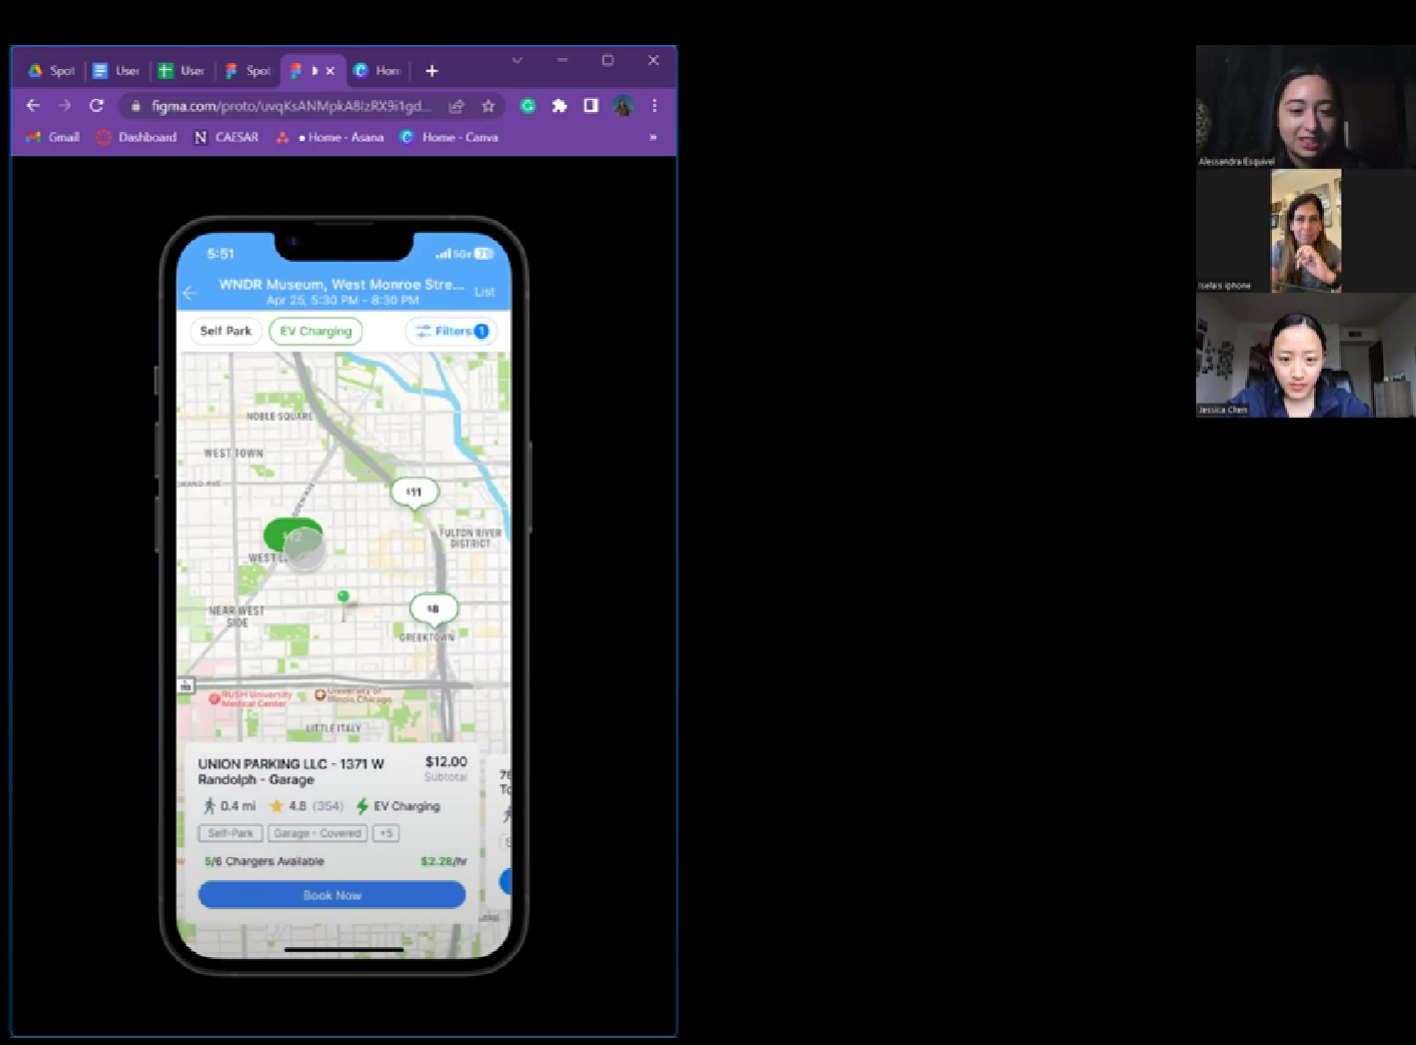 Spot
User
User
Spot
Hom
figma.com/proto/uvqKsANMpkA8IzRX9i1gd...
Gmail
Dashboard
CAESAR
Home - Asana
Home - Canva
»
5:51
5G
71
WNDR Museum, West Monroe Stre...
Apr 25, 5:30 PM - 8:30 PM
List
Self Park
EV Charging
Filters 1
NOBLE SQUARE
WEST TOWN
GRAND AVE
$11
$12
FULTON RIVER
DISTRICT
WEST L
NEAR WEST
SIDE
$8
GREEKTOWN
RUSH University
Medical Center
University of
Illinois Chicago
LITTLE ITALY
UNION PARKING LLC - 1371 W
Randolph - Garage
$12.00
Subtotal
0.4 mi
4.8 (354)
EV Charging
Self-Park
Garage - Covered
+5
5/6 Chargers Available
$2.28/hr
Book Now
Alessandra Esquivel
Isela's iphone
Jessica Chen